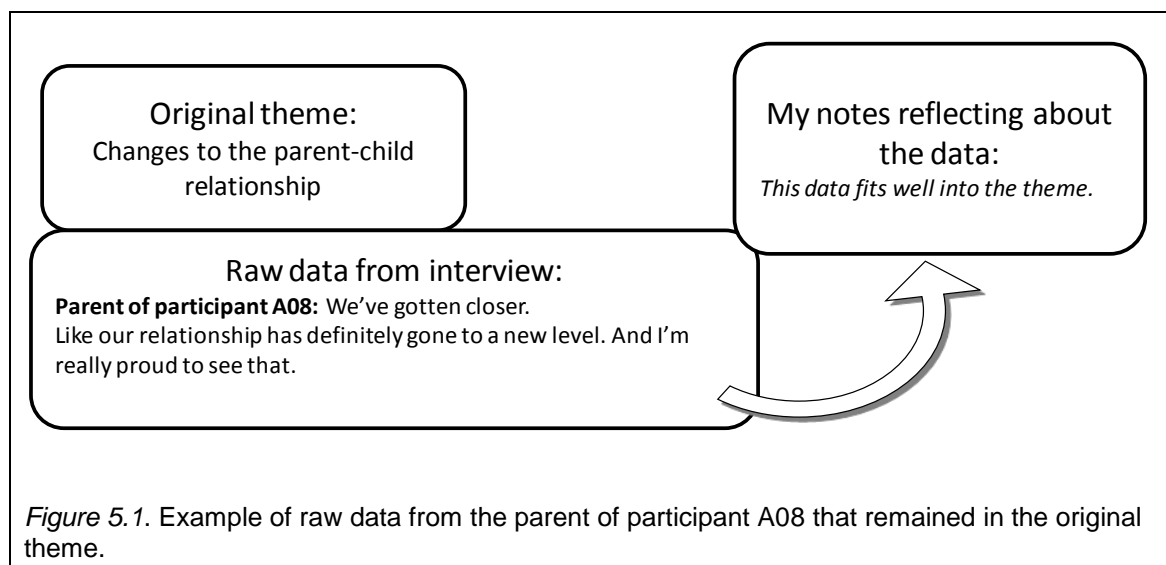 Original theme:
Changes to the parent-child
relationship
My notes reflecting about
the data:
This data fits well into the theme.
Raw data from interview:
Parent of participant A08: We’ve gotten closer.
Like our relationship has definitely gone to a new level. And I’m
really proud to see that.
Figure 5.1. Example of raw data from the parent of participant A08 that remained in the original
theme.